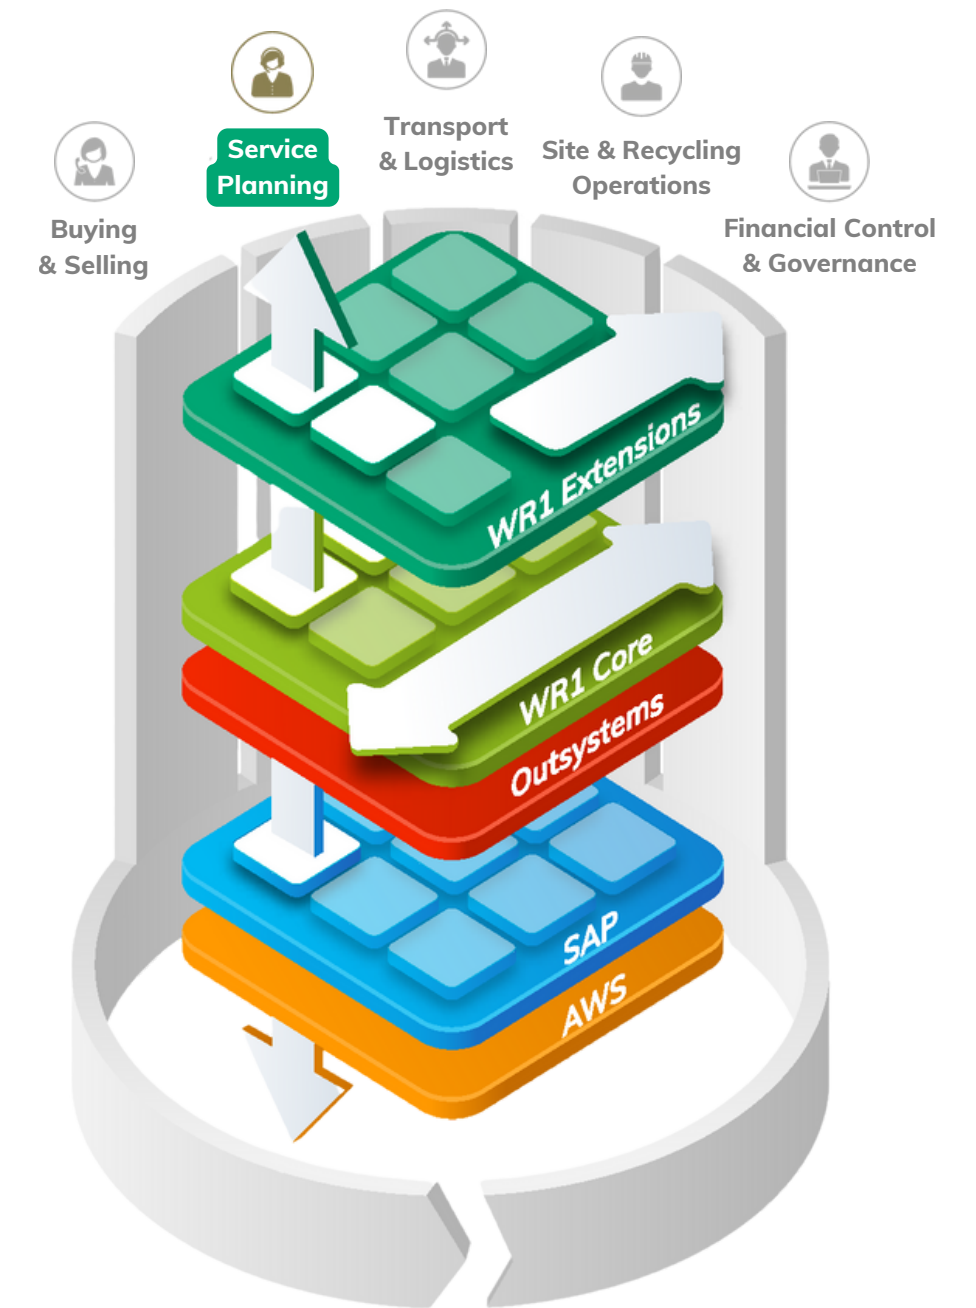 Buying
& Selling
Service
Planning
Transport
& Logistics
Site & Recycling
Operations
Financial Control
& Governance
WR1 Extensions
WR1 Core
Outsystems
SAP
AWS